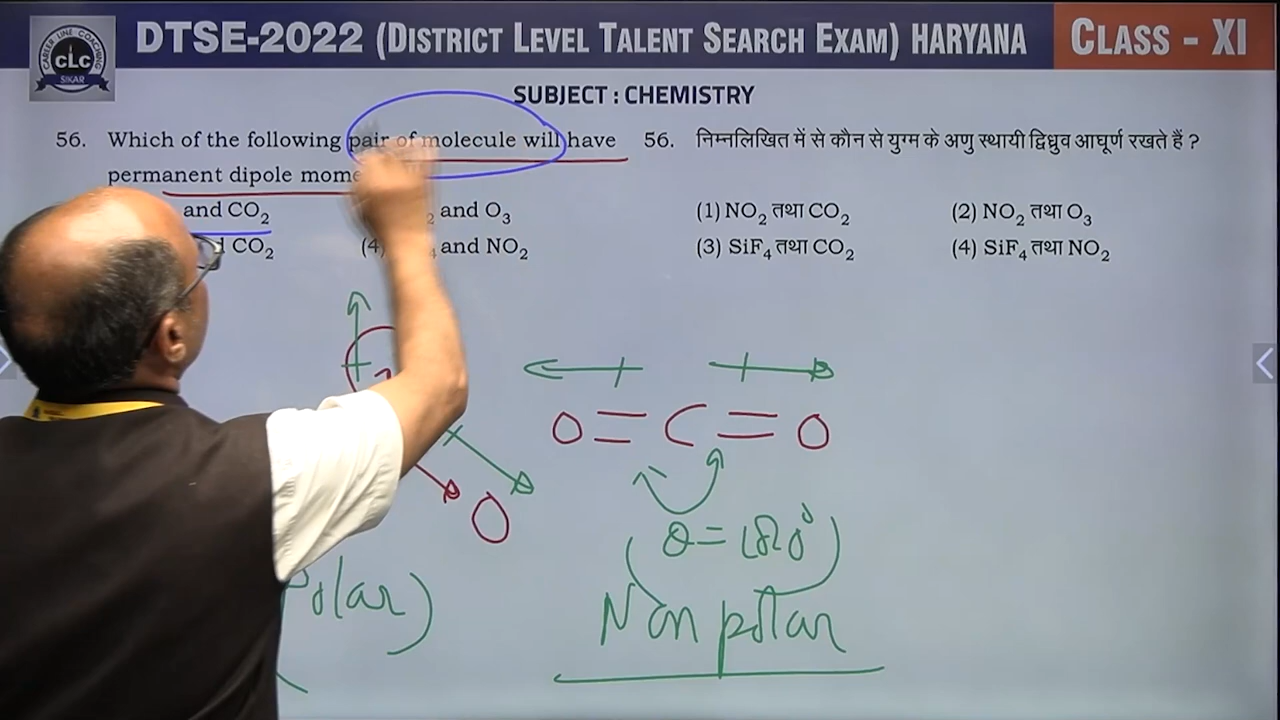 CAREER LINE COACHING
CLC
SIKAR
DTSE-2022 (DISTRICT LEVEL TALENT SEARCH EXAM) HARYANA
CLASS - XI
SUBJECT : CHEMISTRY
56. Which of the following pair of molecule will have
permanent dipole
and CO₂ and O₃
CO₂ (4) and NO₂
56. निम्नलिखित में से कौन से युग्म के अणु स्थायी द्विध्रुव आघूर्ण रखते हैं ?
(1) NO₂ तथा CO₂ (2) NO₂ तथा O₃
(3) SiF₄ तथा CO₂ (4) SiF₄ तथा NO₂
O = C = O
O
θ = 180°
Polar)
Non polar